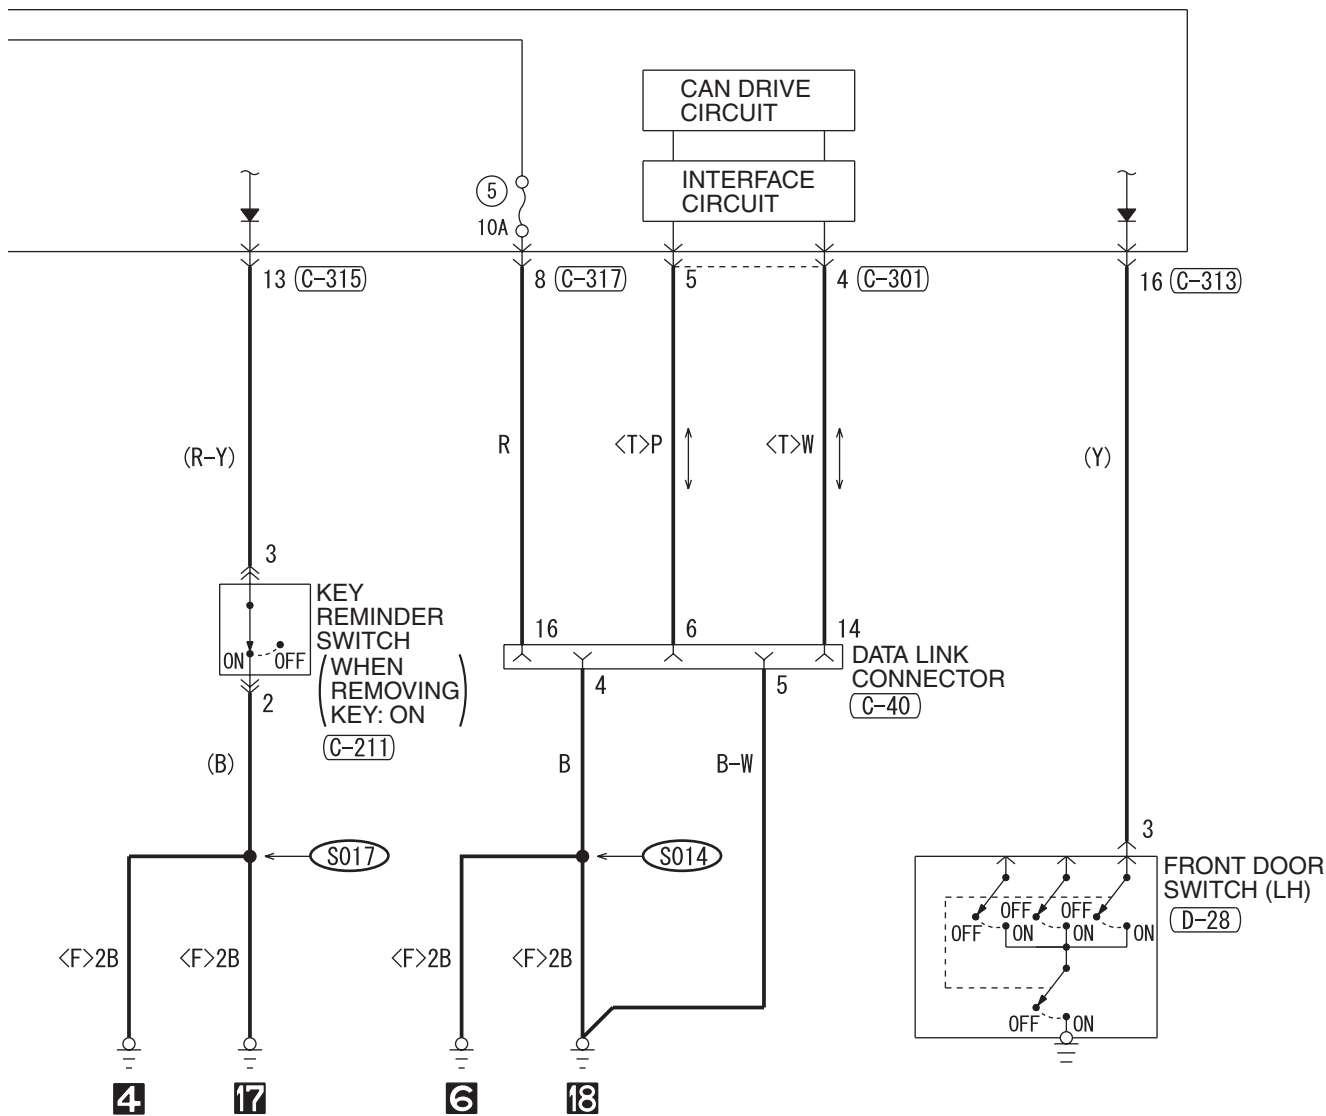 CAN DRIVE
CIRCUIT
INTERFACE
CIRCUIT
5
10A
13 C-315
8 C-317
5
4 C-301
16 C-313
(R-Y)
R
<T>P
<T>W
(Y)
3
KEY
REMINDER
SWITCH
(WHEN
REMOVING
KEY: ON)
C-211
ON
OFF
2
16
6
14
DATA LINK
CONNECTOR
C-40
4
5
(B)
B
B-W
S017
S014
3
FRONT DOOR
SWITCH (LH)
D-28
OFF
ON
OFF
ON
OFF
ON
OFF
ON
<F>2B
<F>2B
<F>2B
<F>2B
4
17
6
18